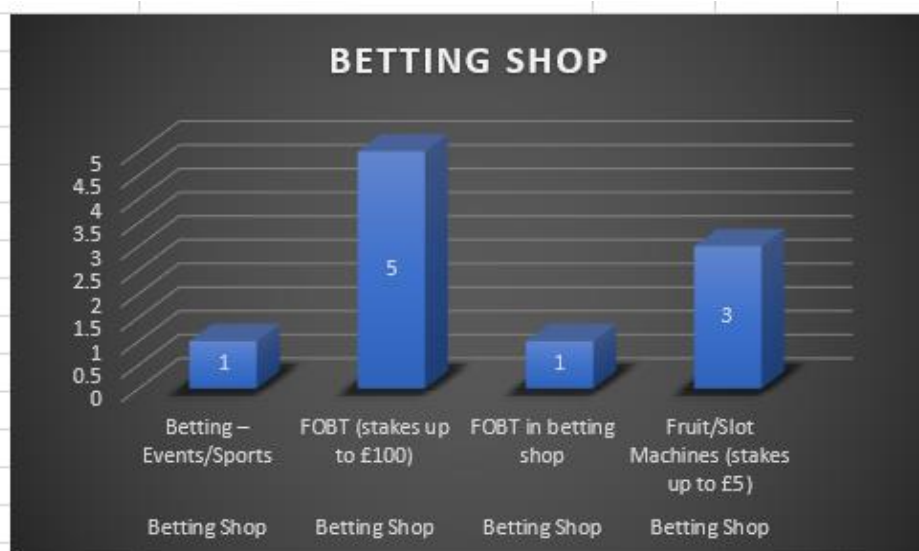 BETTING SHOP
5
4.5
4
3.5
3
2.5
2
1.5
1
0.5
0
1
5
1
3
Betting –
Events/Sports
FOBT (stakes up
to £100)
FOBT in betting
shop
Fruit/Slot
Machines (stakes
up to £5)
Betting Shop
Betting Shop
Betting Shop
Betting Shop